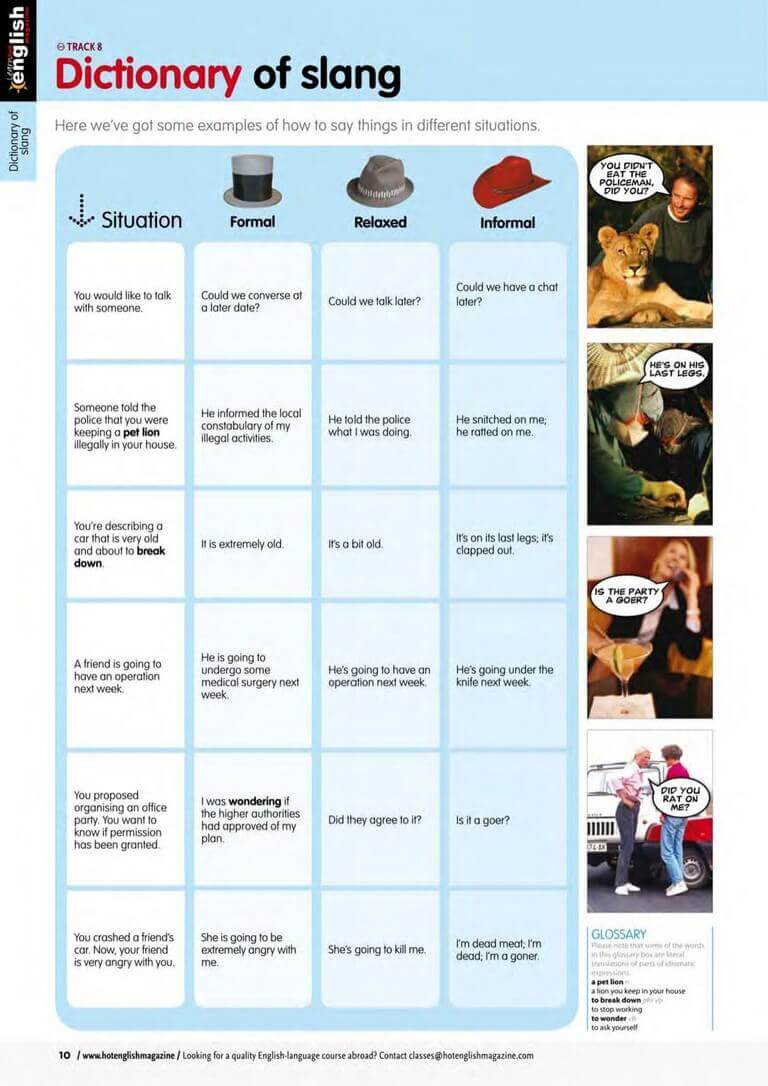 Learn hot
english
magazine
Dictionary of
slang
TRACK 8
Dictionary of slang
Here we've got some examples of how to say things in different situations.
Situation
Formal
Relaxed
Informal
You would like to talk
with someone.
Could we converse at
a later date?
Could we talk later?
Could we have a chat
later?
Someone told the
police that you were
keeping a pet lion
illegally in your house.
He informed the local
constabulary of my
illegal activities.
He told the police
what I was doing.
He snitched on me;
he ratted on me.
You're describing a
car that is very old
and about to break
down.
It is extremely old.
It's a bit old.
It's on its last legs; it's
clapped out.
A friend is going to
have an operation
next week.
He is going to
undergo some
medical surgery next
week.
He's going to have an
operation next week.
He's going under the
knife next week.
You proposed
organising an office
party. You want to
know if permission
has been granted.
I was wondering if
the higher authorities
had approved of my
plan.
Did they agree to it?
Is it a goer?
You crashed a friend's
car. Now, your friend
is very angry with you.
She is going to be
extremely angry with
me.
She's going to kill me.
I'm dead meat; I'm
dead; I'm a goner.
YOU DIDN'T
EAT THE
POLICEMAN,
DID YOU?
HE'S ON HIS
LAST LEGS.
IS THE PARTY
A GOER?
DID YOU
RAT ON
ME?
GLOSSARY
Please note that some of the words
in this glossary box are literal
translations of parts of idiomatic
expressions.
a pet lion n
a lion you keep in your house
to break down phr vb
to stop working
to wonder vb
to ask yourself
10 / www.hotenglishmagazine / Looking for a quality English-language course abroad? Contact classes@hotenglishmagazine.com